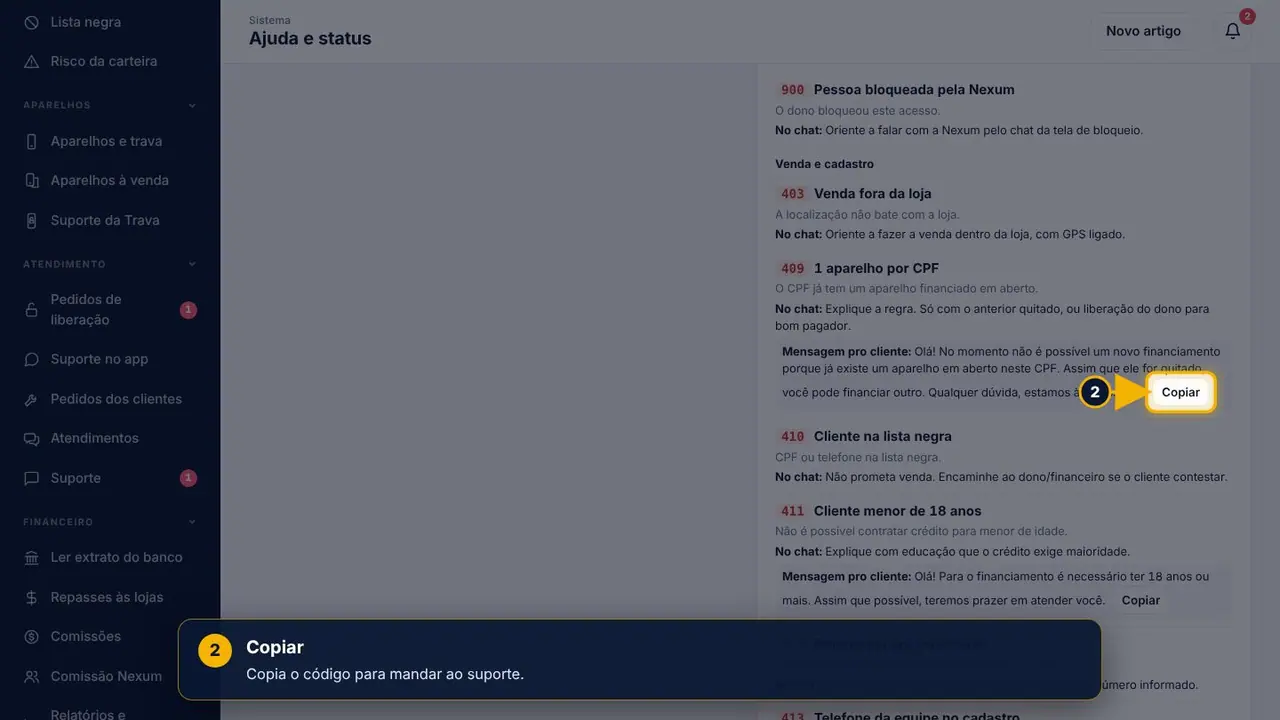 Lista negra
Risco da carteira
APARELHOS
Aparelhos e trava
Aparelhos à venda
Suporte da Trava
ATENDIMENTO
Pedidos de
liberação
1
Suporte no app
Pedidos dos clientes
Atendimentos
Suporte
1
FINANCEIRO
Ler extrato do banco
Repasses às lojas
Comissões
Comissão Nexum
Relatórios e
Sistema
Ajuda e status
Novo artigo
2
900 Pessoa bloqueada pela Nexum
O dono bloqueou este acesso.
No chat: Oriente a falar com a Nexum pelo chat da tela de bloqueio.
Venda e cadastro
403 Venda fora da loja
A localização não bate com a loja.
No chat: Oriente a fazer a venda dentro da loja, com GPS ligado.
409 1 aparelho por CPF
O CPF já tem um aparelho financiado em aberto.
No chat: Explique a regra. Só com o anterior quitado, ou liberação do dono para
bom pagador.
Mensagem pro cliente: Olá! No momento não é possível um novo financiamento
porque já existe um aparelho em aberto neste CPF. Assim que ele for quitado,
você pode financiar outro. Qualquer dúvida, estamos
2
Copiar
410 Cliente na lista negra
CPF ou telefone na lista negra.
No chat: Não prometa venda. Encaminhe ao dono/financeiro se o cliente contestar.
411 Cliente menor de 18 anos
Não é possível contratar crédito para menor de idade.
No chat: Explique com educação que o crédito exige maioridade.
Mensagem pro cliente: Olá! Para o financiamento é necessário ter 18 anos ou
mais. Assim que possível, teremos prazer em atender você. Copiar
número informado.
413 Telefone da equipe no cadastro
2
Copiar
Copia o código para mandar ao suporte.